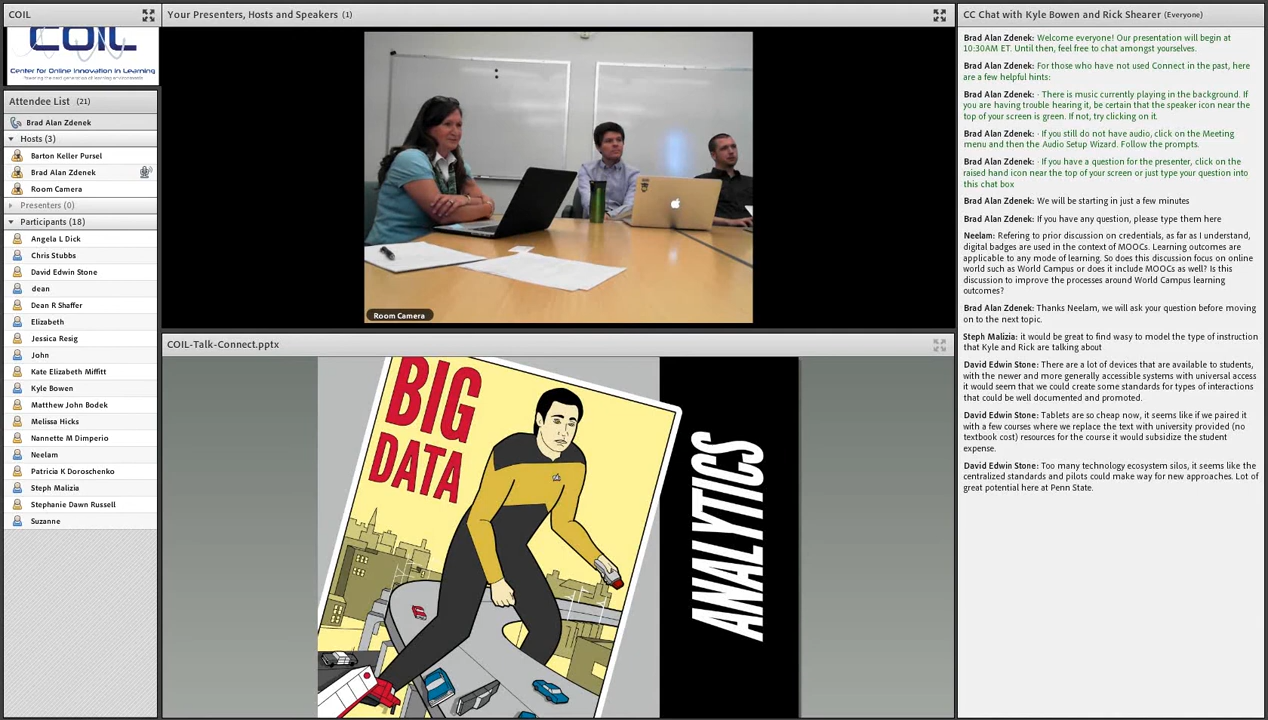 COIL
COIL
Center for Online Innovation in Learning
Attendee List (21)
Brad Alan Zdenek
Hosts (3)
Barton Keller Pursel
Brad Alan Zdenek
Room Camera
Presenters (0)
Participants (18)
Angela L Dick
Chris Stubbs
David Edwin Stone
dean
Dean R Shaffer
Elizabeth
Jessica Resig
John
Kate Elizabeth Miffitt
Kyle Bowen
Matthew John Bodek
Melissa Hicks
Nannette M Dimperio
Neelam
Patricia K Doroschenko
Steph Malizia
Stephanie Dawn Russell
Suzanne
Your Presenters, Hosts and Speakers (1)
Room Camera
COIL-Talk-Connect.pptx
BIG
DATA
ANALYTICS
CC Chat with Kyle Bowen and Rick Shearer (Everyone)
Brad Alan Zdenek: Welcome everyone! Our presentation will begin at
10:30AM ET. Until then, feel free to chat amongst yourselves.
Brad Alan Zdenek: For those who have not used Connect in the past, here
are a few helpful hints:
Brad Alan Zdenek: · There is music currently playing in the background. If
you are having trouble hearing it, be certain that the speaker icon near the
top of your screen is green. If not, try clicking on it.
Brad Alan Zdenek: · If you still do not have audio, click on the Meeting
menu and then the Audio Setup Wizard. Follow the prompts.
Brad Alan Zdenek: · If you have a question for the presenter, click on the
raised hand icon near the top of your screen or just type your question into
this chat box
Brad Alan Zdenek: We will be starting in just a few minutes
Brad Alan Zdenek: If you have any question, please type them here
Neelam: Refering to prior discussion on credentials, as far as I understand,
digital badges are used in the context of MOOCs. Learning outcomes are
applicable to any mode of learning. So does this discussion focus on online
world such as World Campus or does it include MOOCs as well? Is this
discussion to improve the processes around World Campus learning
outcomes?
Brad Alan Zdenek: Thanks Neelam, we will ask your question before moving
on to the next topic.
Steph Malizia: it would be great to find wasy to model the type of instruction
that Kyle and Rick are talking about
David Edwin Stone: There are a lot of devices that are available to students,
with the newer and more generally accessible systems with universal access
it would seem that we could create some standards for types of interactions
that could be well documented and promoted.
David Edwin Stone: Tablets are so cheap now, it seems like if we paired it
with a few courses where we replace the text with university provided (no
textbook cost) resources for the course it would subsidize the student
expense.
David Edwin Stone: Too many technology ecosystem silos, it seems like the
centralized standards and pilots could make way for new approaches. Lot of
great potential here at Penn State.